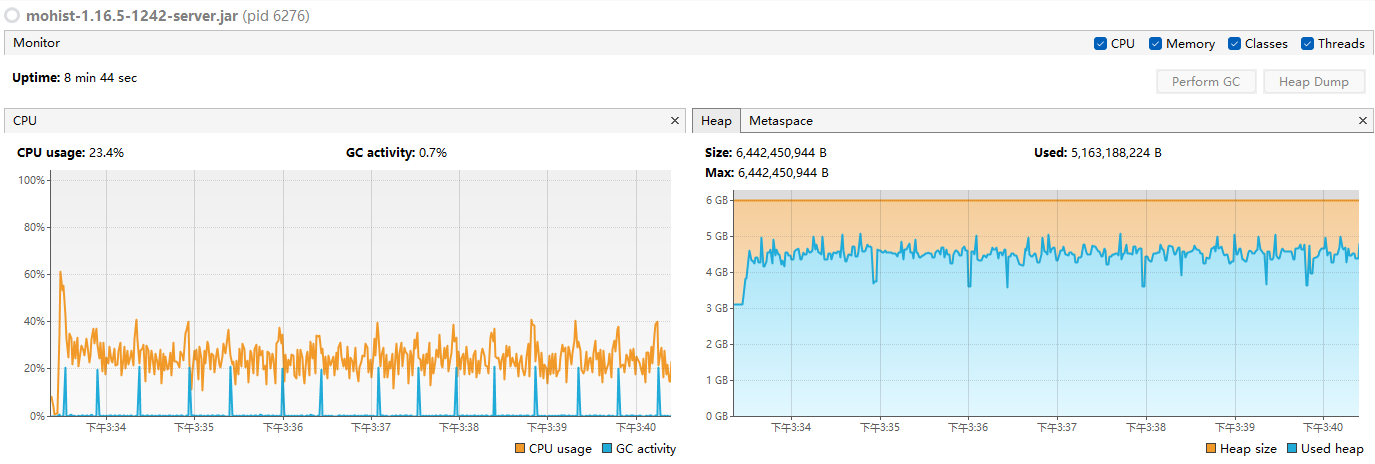 mohist-1.16.5-1242-server.jar (pid 6276)
Monitor
CPU Memory Classes Threads
Uptime: 8 min 44 sec
Perform GC Heap Dump
CPU ×
CPU usage: 23.4% GC activity: 0.7%
100%
80%
60%
40%
20%
0%
下午3:34 下午3:35 下午3:36 下午3:37 下午3:38 下午3:39 下午3:40
CPU usage GC activity
Heap Metaspace ×
Size: 6,442,450,944 B Used: 5,163,188,224 B
Max: 6,442,450,944 B
6 GB
5 GB
4 GB
3 GB
2 GB
1 GB
0 GB
下午3:34 下午3:35 下午3:36 下午3:37 下午3:38 下午3:39 下午3:40
Heap size Used heap